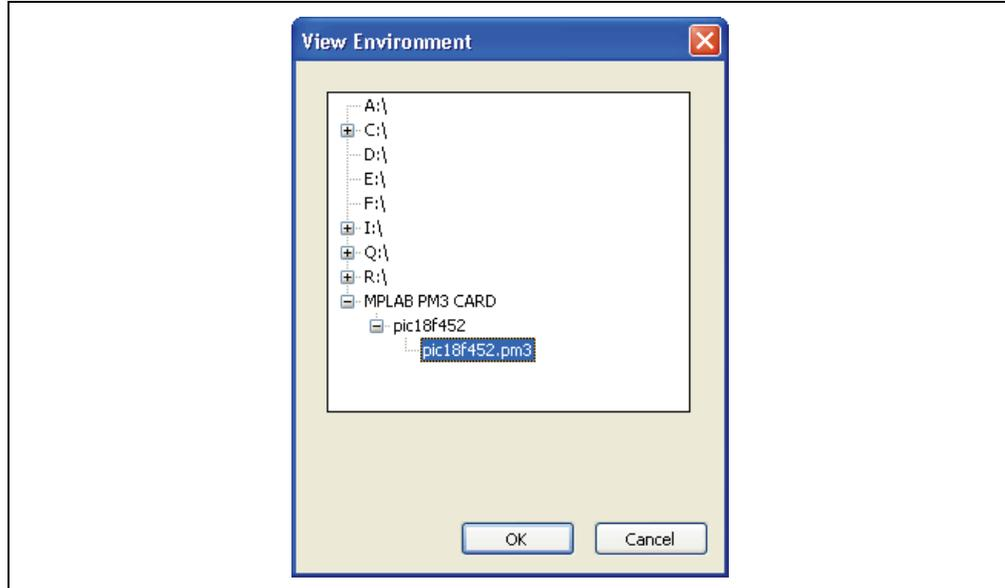 View Environment
A:\
C:\
D:\
E:\
F:\
I:\
Q:\
R:\
MPLAB PM3 CARD
pic18f452
pic18f452.pm3
OK
Cancel